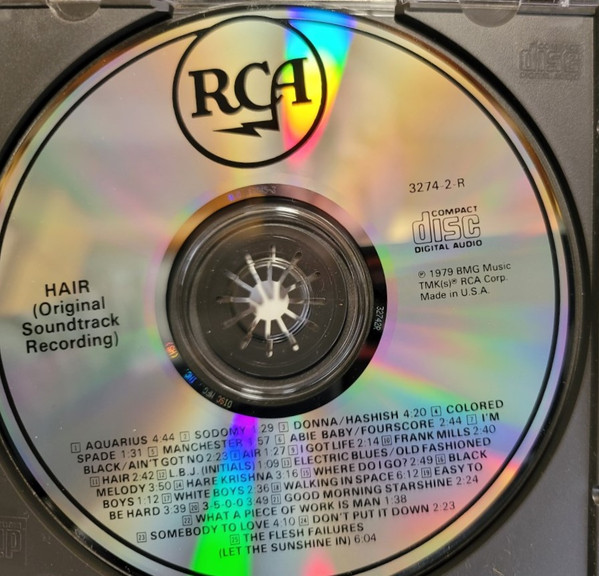 RCA
3274-2-R
COMPACT
disc
DIGITAL AUDIO
℗ 1979 BMG Music
TMK(s)® RCA Corp.
Made in U.S.A.
HAIR
(Original
Soundtrack
Recording)
1 AQUARIUS 4:44 2 SODOMY 1:29 3 DONNA/HASHISH 4:20 4 COLORED
SPADE 1:31 5 MANCHESTER 1:57 6 ABIE BABY/FOURSCORE 2:44 7 I'M
BLACK/AIN'T GOT NO 2:23 8 AIR 1:27 9 I GOT LIFE 2:14 10 FRANK MILLS 2:40
11 HAIR 2:42 12 L.B.J. (INITIALS) 1:09 13 ELECTRIC BLUES/OLD FASHIONED
MELODY 3:50 14 HARE KRISHNA 3:16 15 WHERE DO I GO? 2:49 16 BLACK
BOYS 1:12 17 WHITE BOYS 2:36 18 WALKING IN SPACE 6:12 19 EASY TO
BE HARD 3:39 20 3-5-0-0 3:49 21 GOOD MORNING STARSHINE 2:24
22 WHAT A PIECE OF WORK IS MAN 1:38
23 SOMEBODY TO LOVE 4:10 24 DON'T PUT IT DOWN 2:23
25 THE FLESH FAILURES
(LET THE SUNSHINE IN) 6:04
disc
DIGITAL AUDIO